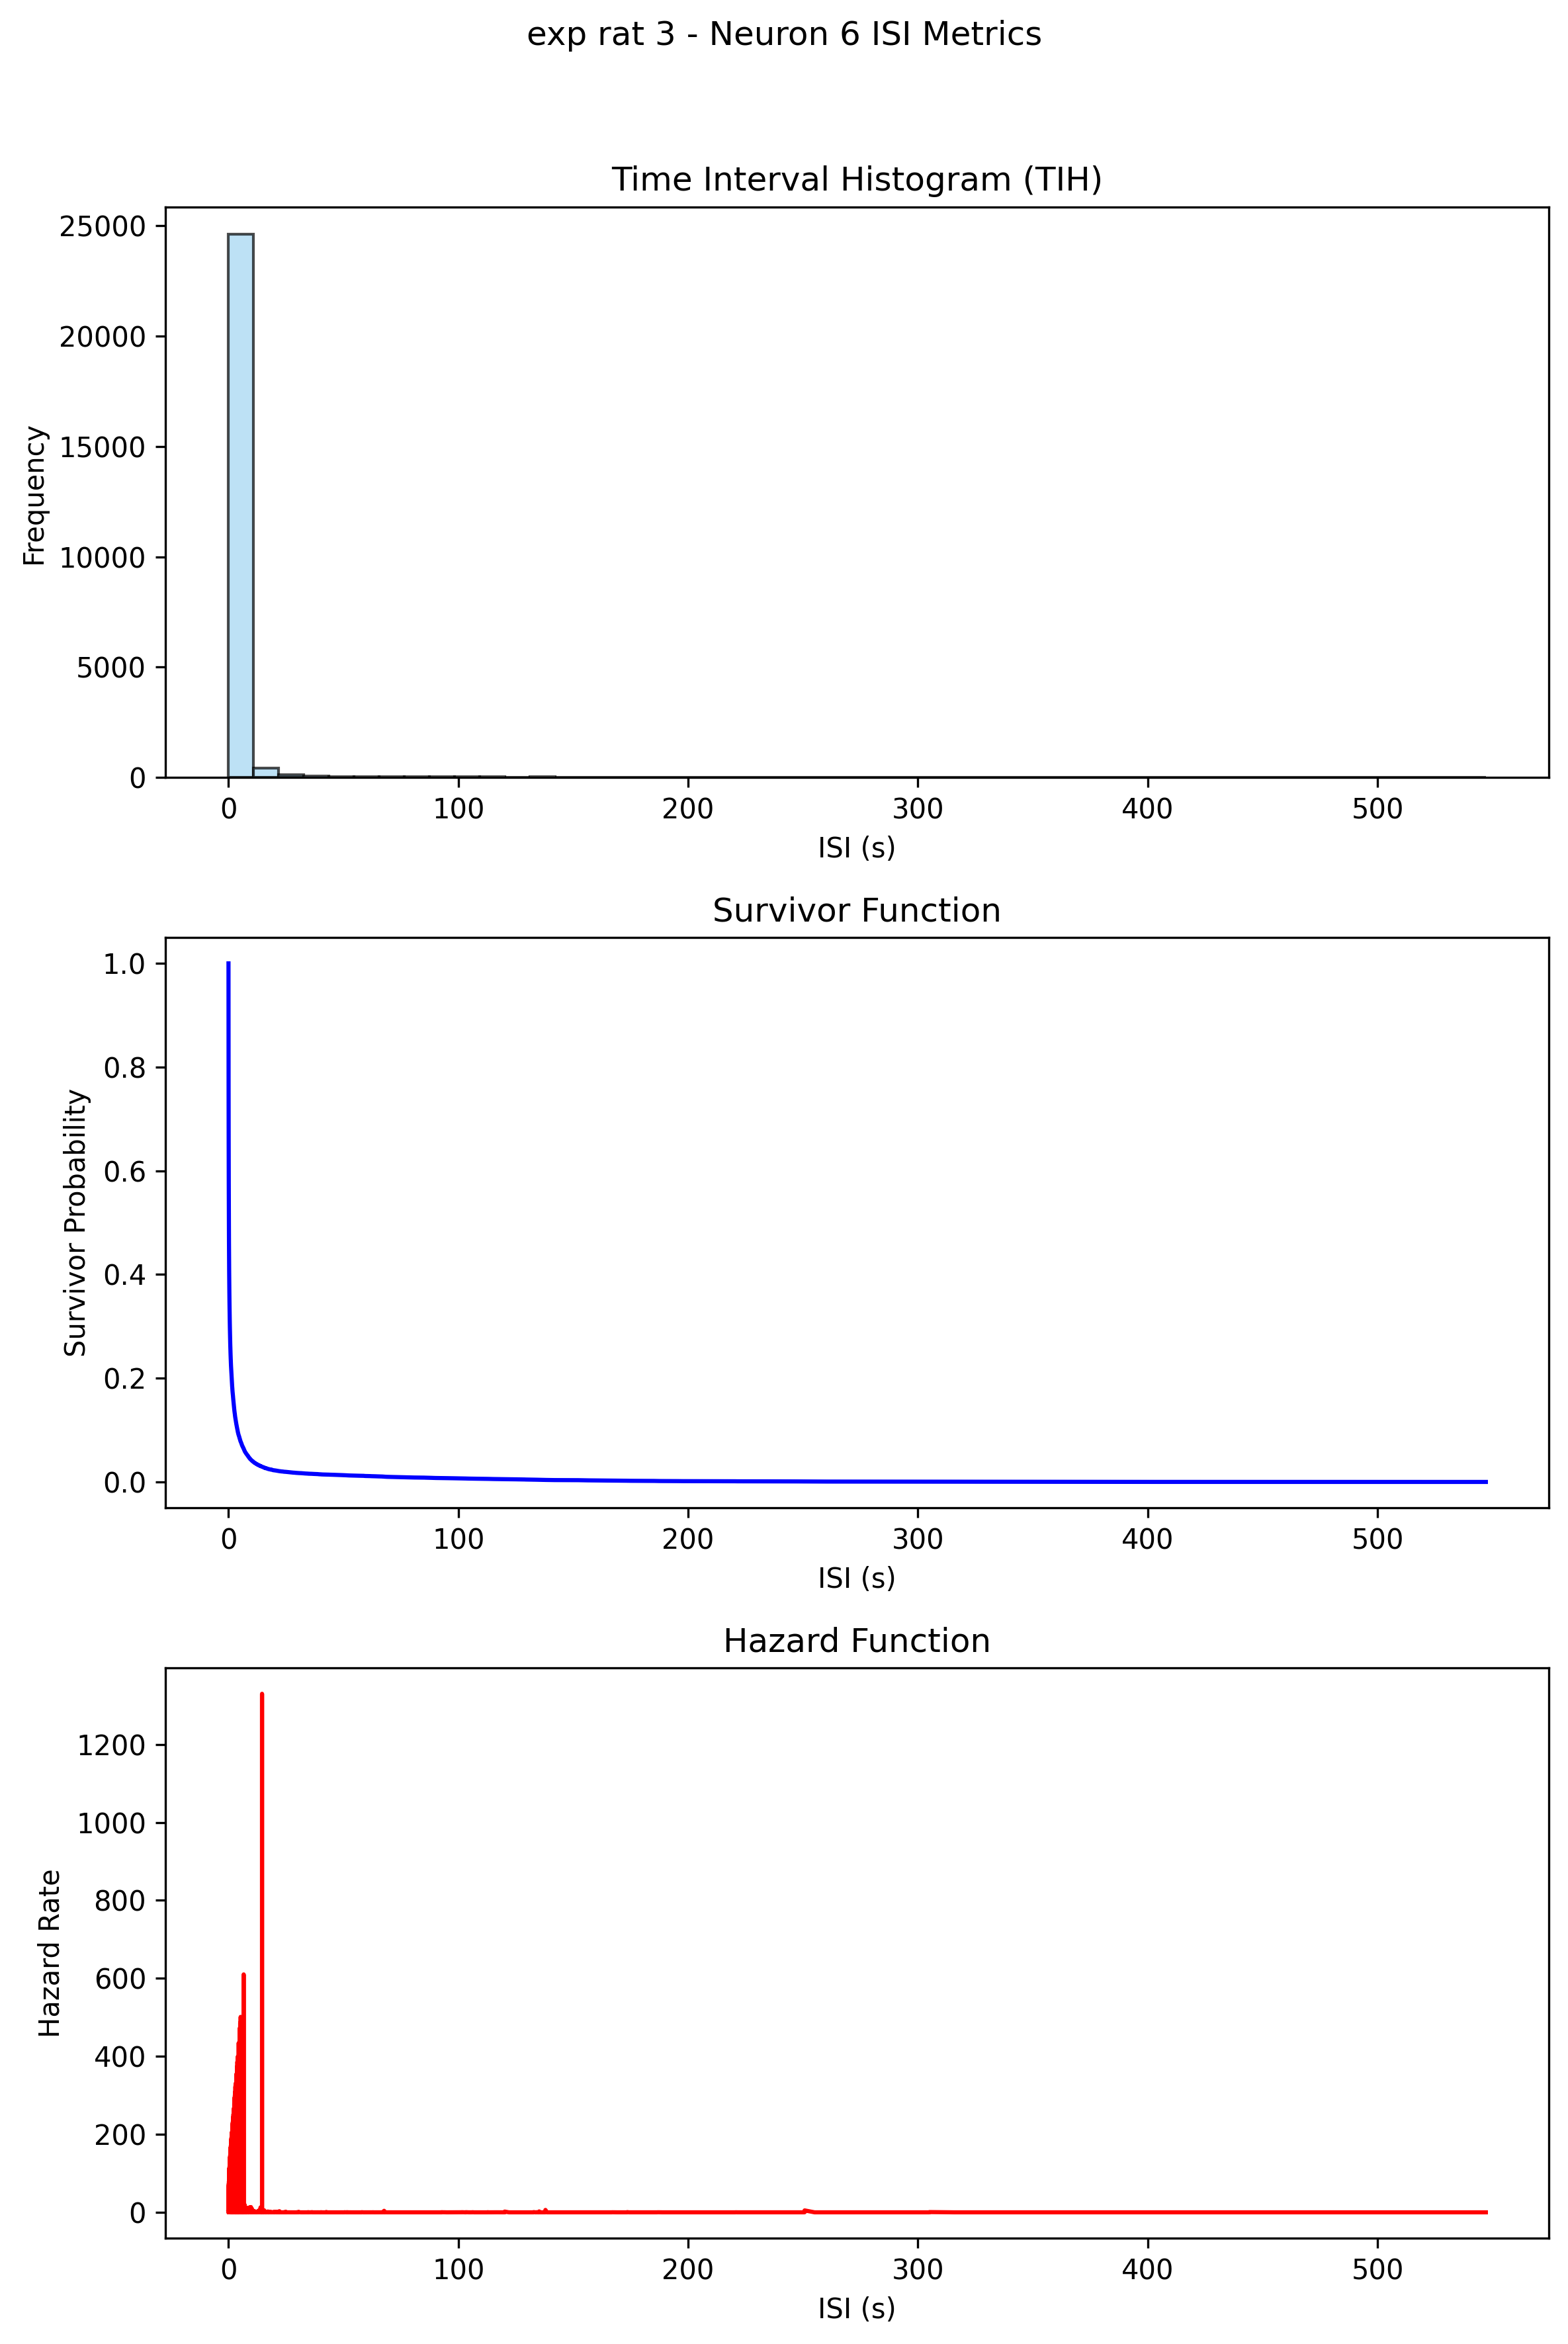 exp rat 3 - Neuron 6 ISI Metrics
Time Interval Histogram (TIH)
25000
20000
15000
10000
5000
0
Frequency
0 100 200 300 400 500
ISI (s)
Survivor Function
1.0
0.8
0.6
0.4
0.2
0.0
Survivor Probability
0 100 200 300 400 500
ISI (s)
Hazard Function
1200
1000
800
600
400
200
0
Hazard Rate
0 100 200 300 400 500
ISI (s)